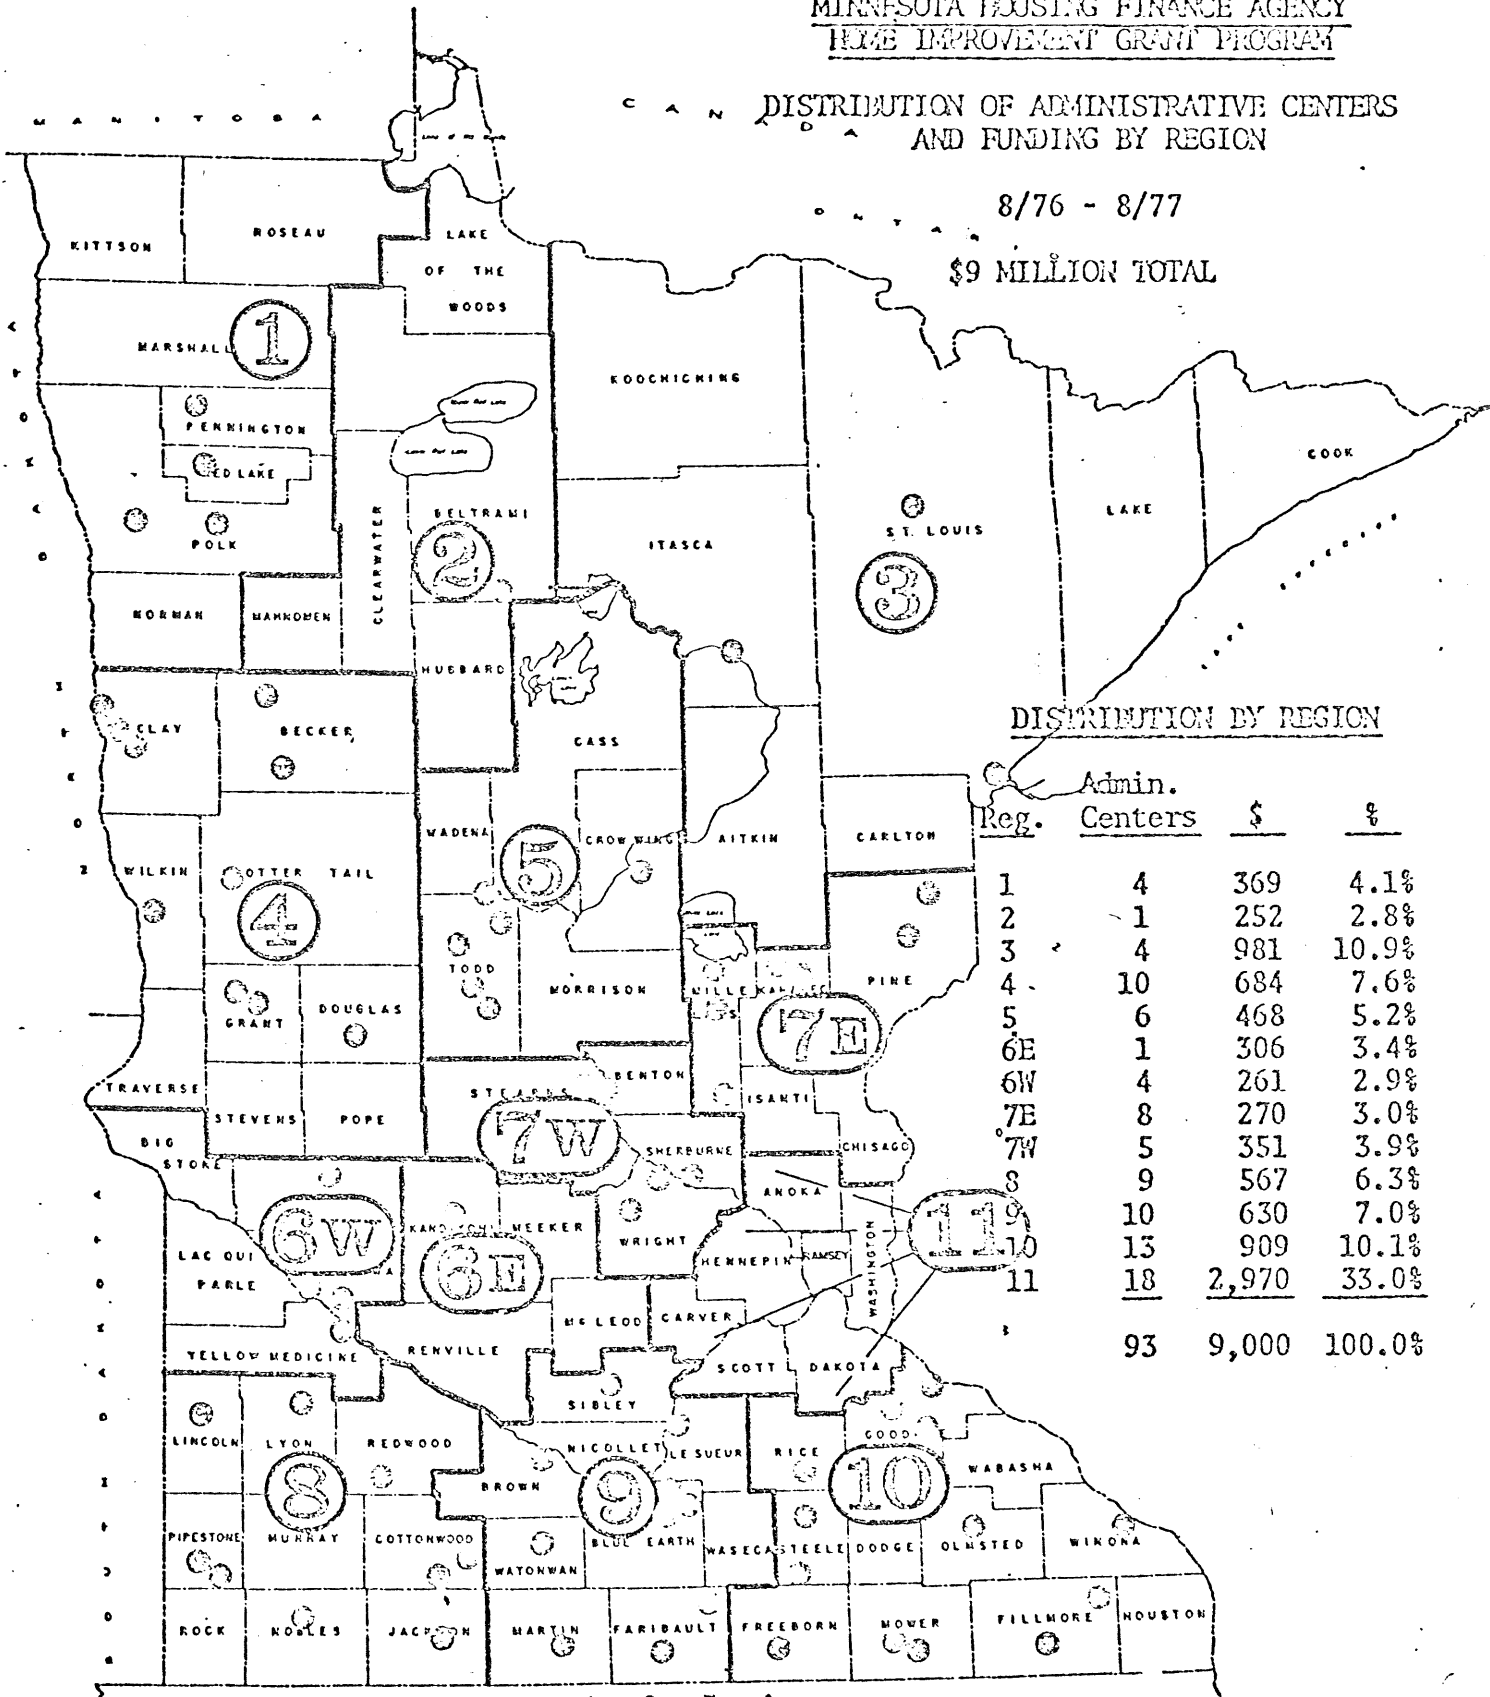 MINNESOTA HOUSING FINANCE AGENCY
HOME IMPROVEMENT GRANT PROGRAM
DISTRIBUTION OF ADMINISTRATIVE CENTERS
AND FUNDING BY REGION
8/76 - 8/77
$9 MILLION TOTAL
MANITOBA
CANADA
KITTSON
ROSEAU
LAKE
OF THE
WOODS
MARSHALL
1
KOOCHICHING
PENNINGTON
RED LAKE
COOK
LAKE
POLK
CLEARWATER
BELTRAMI
2
ITASCA
ST. LOUIS
3
NORMAN
MAHNOMEN
HUBBARD
CLAY
BECKER
CASS
WADENA
5
CROW WING
AITKIN
CARLTON
WILKIN
OTTER TAIL
4
TODD
MORRISON
MILLE
PINE
GRANT
DOUGLAS
7E
TRAVERSE
STEVENS
POPE
STEARNS
BENTON
ISANTI
7W
BIG
STONE
SHERBURNE
CHISAGO
ANOKA
6W
6E
MEEKER
WRIGHT
HENNEPIN
RAMSEY
WASHINGTON
11
LAC QUI
PARLE
MCLEOD
CARVER
YELLOW MEDICINE
RENVILLE
SCOTT
DAKOTA
SIBLEY
LINCOLN
LYON
REDWOOD
NICOLLET
LE SUEUR
RICE
GOOD-
WABASHA
8
BROWN
9
10
PIPESTONE
MURRAY
COTTONWOOD
WATONWAN
BLUE EARTH
WASECA
STEELE
DODGE
OLMSTED
WINONA
ROCK
NOBLES
JACKSON
MARTIN
FARIBAULT
FREEBORN
MOWER
FILLMORE
HOUSTON
DISTRIBUTION BY REGION
Admin.
Reg. Centers $ %
1 4 369 4.1%
2 1 252 2.8%
3 4 981 10.9%
4 10 684 7.6%
5 6 468 5.2%
6E 1 306 3.4%
6W 4 261 2.9%
7E 8 270 3.0%
7W 5 351 3.9%
8 9 567 6.3%
9 10 630 7.0%
10 13 909 10.1%
11 18 2,970 33.0%
93 9,000 100.0%